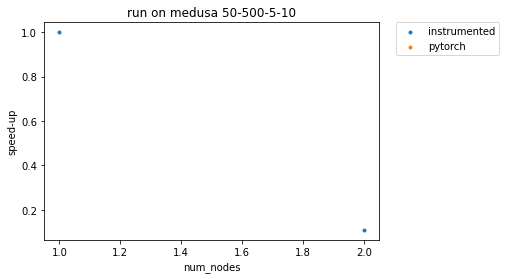 run on medusa 50-500-5-10
instrumented
pytorch
1.0
0.8
0.6
0.4
0.2
speed-up
1.0 1.2 1.4 1.6 1.8 2.0
num_nodes